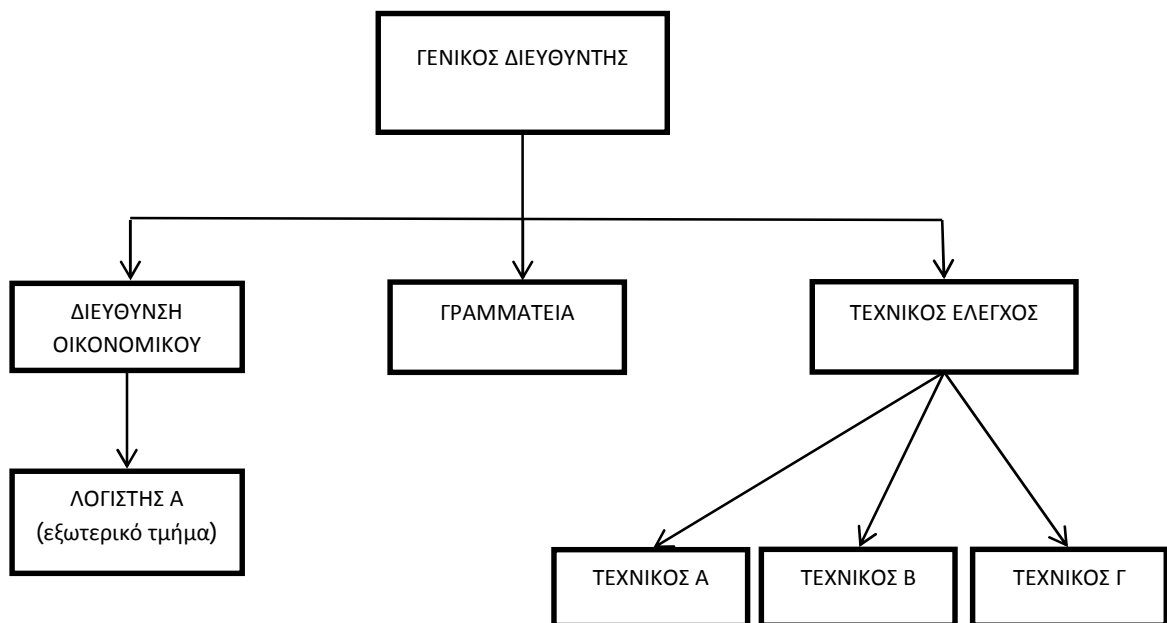 ΓΕΝΙΚΟΣ ΔΙΕΥΘΥΝΤΗΣ
ΔΙΕΥΘΥΝΣΗ
ΟΙΚΟΝΟΜΙΚΟΥ
ΓΡΑΜΜΑΤΕΙΑ
ΤΕΧΝΙΚΟΣ ΕΛΕΓΧΟΣ
ΛΟΓΙΣΤΗΣ Α
(εξωτερικό τμήμα)
ΤΕΧΝΙΚΟΣ Α
ΤΕΧΝΙΚΟΣ Β
ΤΕΧΝΙΚΟΣ Γ